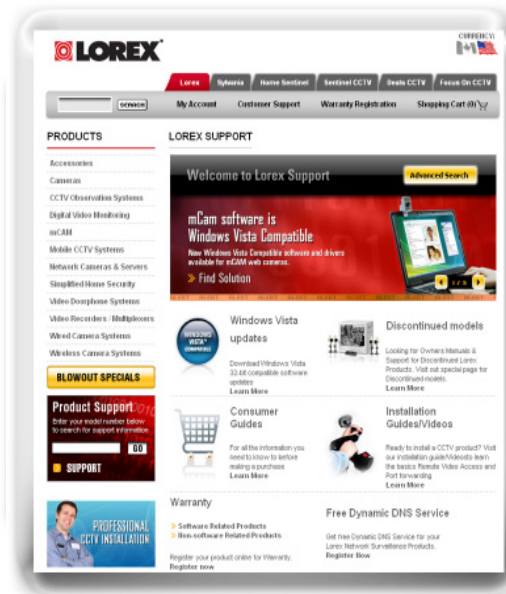 CURRENCY:
LOREX
Lorex
Sylvania
Home Sentinel
Sentinel CCTV
Deals CCTV
Focus On CCTV
SEARCH
My Account
Customer Support
Warranty Registration
Shopping Cart (0)
PRODUCTS
Accessories
Cameras
CCTV Observation Systems
Digital Video Monitoring
mCAM
Mobile CCTV Systems
Network Cameras & Servers
Simplified Home Security
Video Doorphone Systems
Video Recorders / Multiplexers
Wired Camera Systems
Wireless Camera Systems
BLOWOUT SPECIALS
Product Support
Enter your model number below
to search for support information
GO
SUPPORT
PROFESSIONAL
CCTV INSTALLATION
LOREX SUPPORT
Welcome to Lorex Support
Advanced Search
mCam software is
Windows Vista Compatible
New Windows Vista Compatible software and drivers
available for mCAM web cameras.
Find Solution
WINDOWS
VISTA
COMPATIBLE
Windows Vista
updates
Download Windows Vista
32-bit compatible software
updates
Learn More
Discontinued models
Looking for Owners Manuals &
Support for Discontinued Lorex
Products. Visit out special page for
Discontinued models.
Learn More
Consumer
Guides
For all the information you
need to know to before
making a purchase
Learn More
Installation
Guides/Videos
Ready to install a CCTV product? Visit
our installation guide/Videosto learn
the basics Remote Video Access and
Port forwarding
Learn More
Warranty
Software Related Products
Non-software Related Products
Register your product online for Warranty.
Register now
Free Dynamic DNS Service
Get free Dynamic DNS Service for your
Lorex Network Surveillance Products.
Register Now